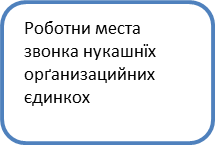 Роботни места
звонка нукашнїх
орґанизацийних
єдинкох